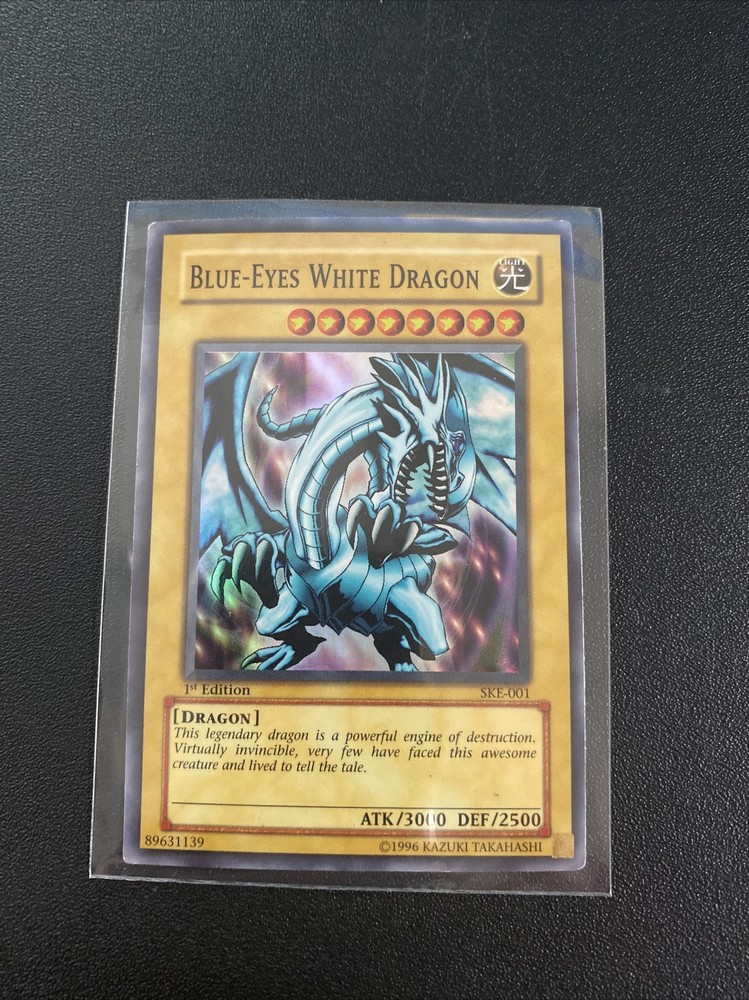 BLUE-EYES WHITE DRAGON
LIGHT
光
1st Edition
SKE-001
[DRAGON]
This legendary dragon is a powerful engine of destruction.
Virtually invincible, very few have faced this awesome
creature and lived to tell the tale.
ATK/3000 DEF/2500
89631139
©1996 KAZUKI TAKAHASHI